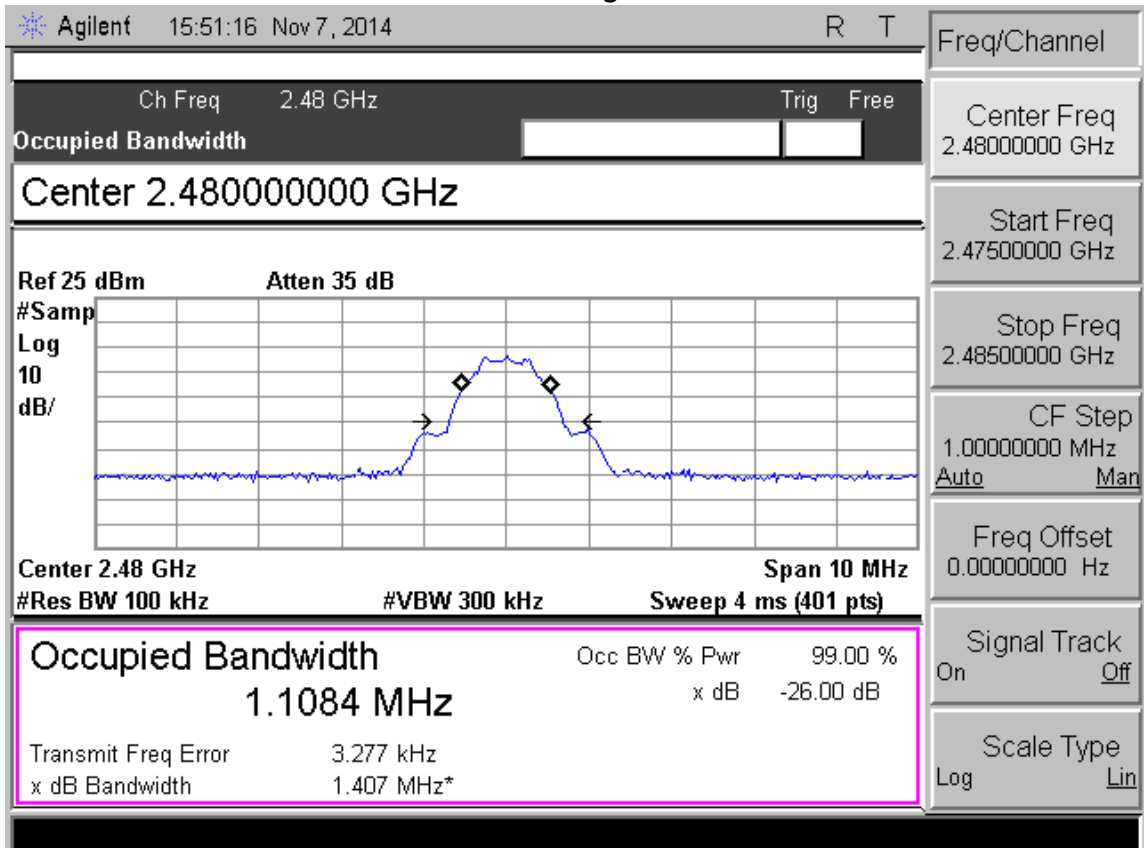 Agilent 15:51:16 Nov 7, 2014 R T
Freq/Channel
Ch Freq 2.48 GHz Trig Free
Occupied Bandwidth
Center 2.480000000 GHz
Ref 25 dBm Atten 35 dB
#Samp
Log
10
dB/
Center 2.48 GHz Span 10 MHz
#Res BW 100 kHz #VBW 300 kHz Sweep 4 ms (401 pts)
Occupied Bandwidth
1.1084 MHz
Occ BW % Pwr 99.00 %
x dB -26.00 dB
Transmit Freq Error 3.277 kHz
x dB Bandwidth 1.407 MHz*
Center Freq
2.48000000 GHz
Start Freq
2.47500000 GHz
Stop Freq
2.48500000 GHz
CF Step
1.00000000 MHz
Auto Man
Freq Offset
0.00000000 Hz
Signal Track
On Off
Scale Type
Log Lin